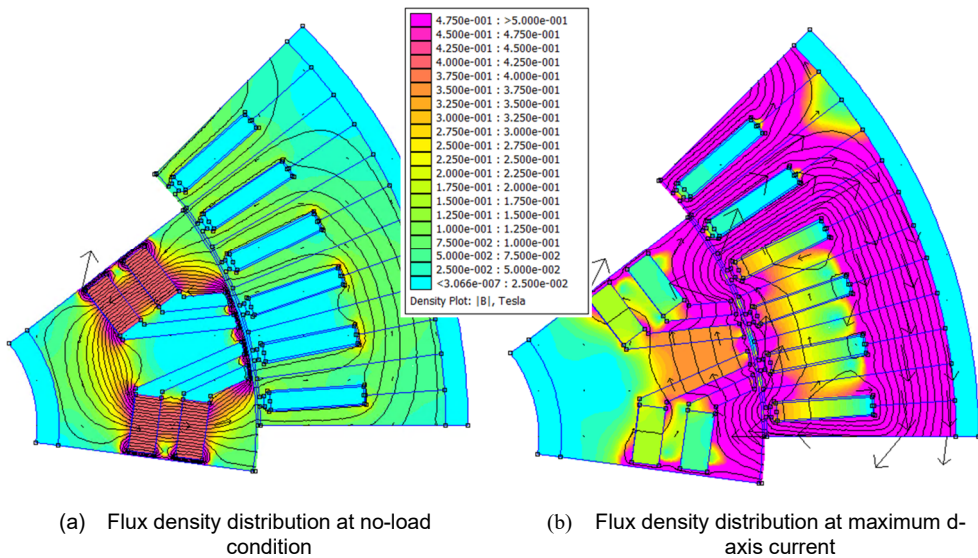 4.750e-001 : >5.000e-001
4.500e-001 : 4.750e-001
4.250e-001 : 4.500e-001
4.000e-001 : 4.250e-001
3.750e-001 : 4.000e-001
3.500e-001 : 3.750e-001
3.250e-001 : 3.500e-001
3.000e-001 : 3.250e-001
2.750e-001 : 3.000e-001
2.500e-001 : 2.750e-001
2.250e-001 : 2.500e-001
2.000e-001 : 2.250e-001
1.750e-001 : 2.000e-001
1.500e-001 : 1.750e-001
1.250e-001 : 1.500e-001
1.000e-001 : 1.250e-001
7.500e-002 : 1.000e-001
5.000e-002 : 7.500e-002
2.500e-002 : 5.000e-002
<3.066e-007 : 2.500e-002
Density Plot: |B|, Tesla
(a) Flux density distribution at no-load
condition
(b) Flux density distribution at maximum d-
axis current